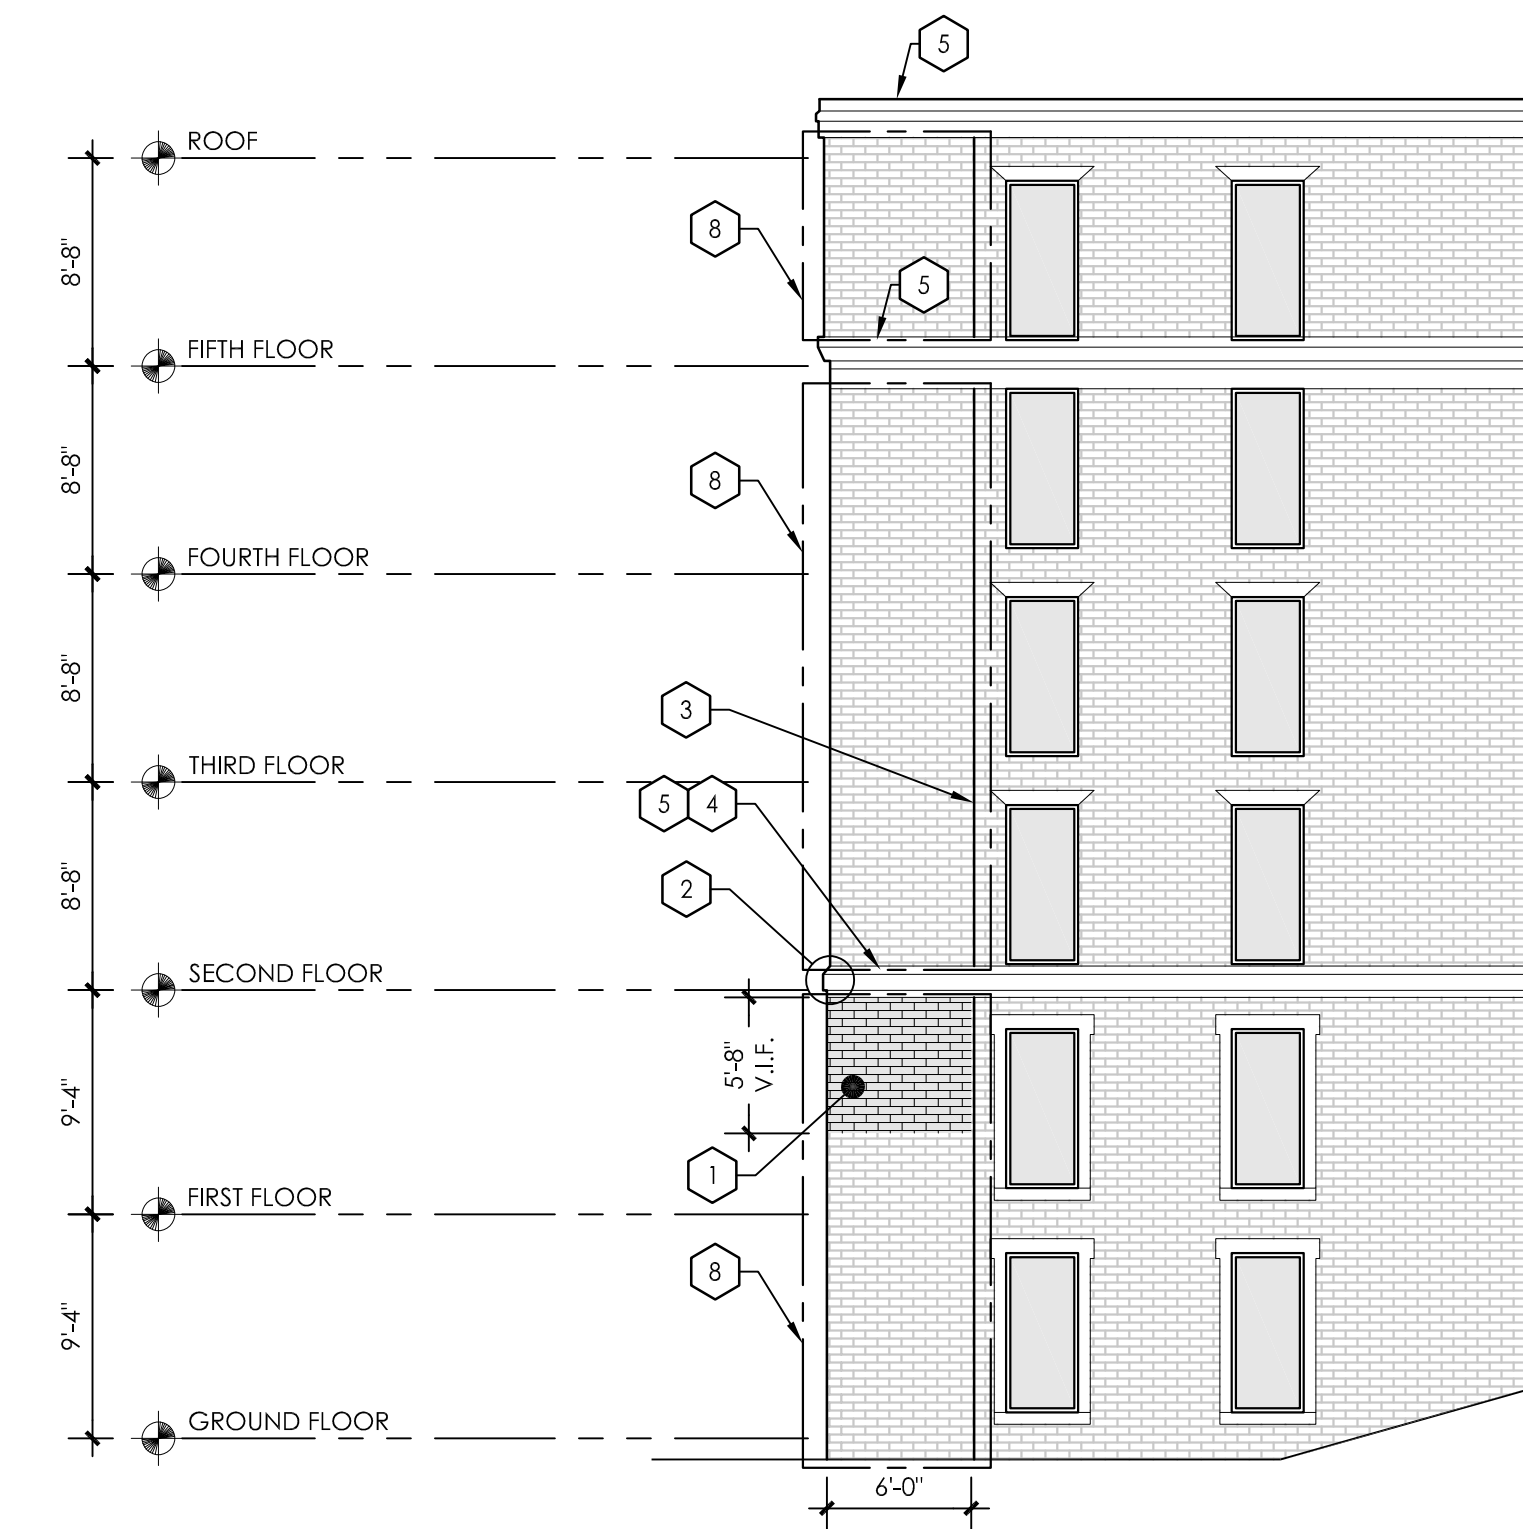 5
ROOF
8
8'-8"
5
FIFTH FLOOR
8'-8"
8
FOURTH FLOOR
8'-8"
3
THIRD FLOOR
5 4
8'-8"
2
SECOND FLOOR
5'-8"
V.I.F.
9'-4"
1
FIRST FLOOR
8
9'-4"
GROUND FLOOR
6'-0"